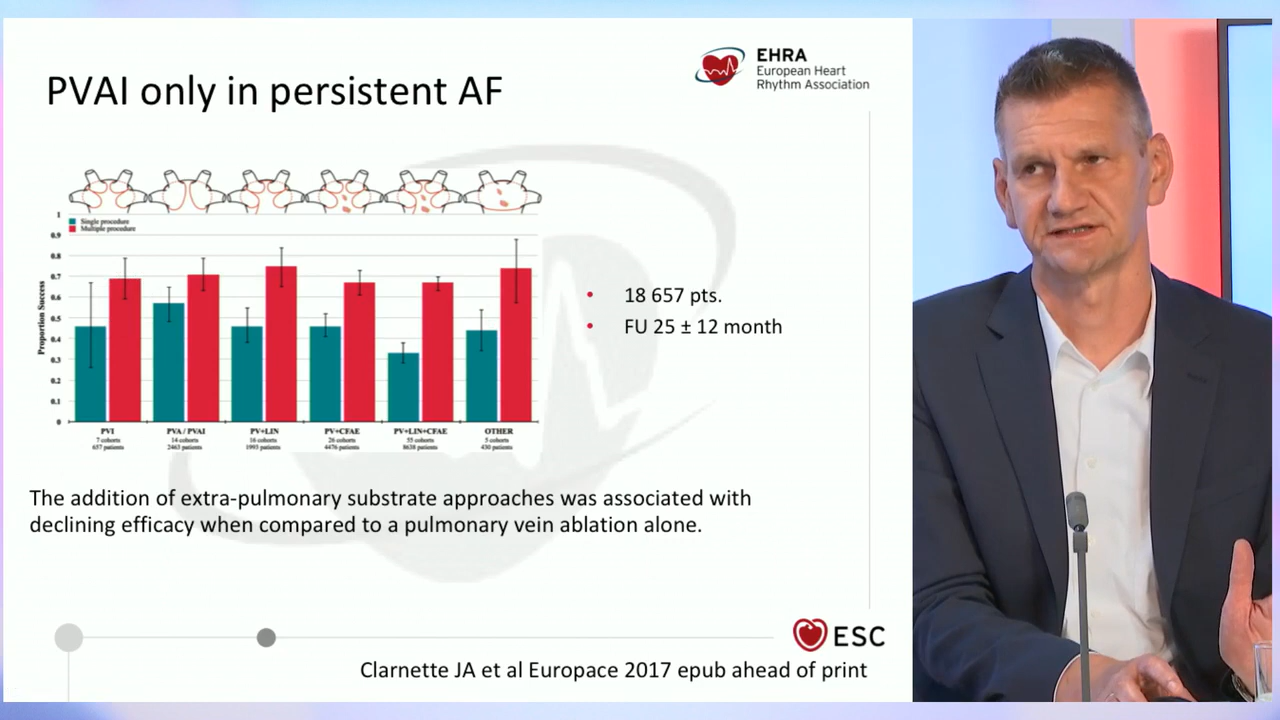 PVAI only in persistent AF
EHRA
European Heart
Rhythm Association
Single procedure
Multiple procedure
Proportion Success
1
0.9
0.8
0.7
0.6
0.5
0.4
0.3
0.2
0.1
0
PVI
7 cohorts
657 patients
PVA / PVAI
14 cohorts
2463 patients
PV+LIN
16 cohorts
1993 patients
PV+CFAE
26 cohorts
4476 patients
PV+LIN+CFAE
55 cohorts
8638 patients
OTHER
5 cohorts
430 patients
• 18 657 pts.
• FU 25 ± 12 month
The addition of extra-pulmonary substrate approaches was associated with
declining efficacy when compared to a pulmonary vein ablation alone.
ESC
Clarnette JA et al Europace 2017 epub ahead of print